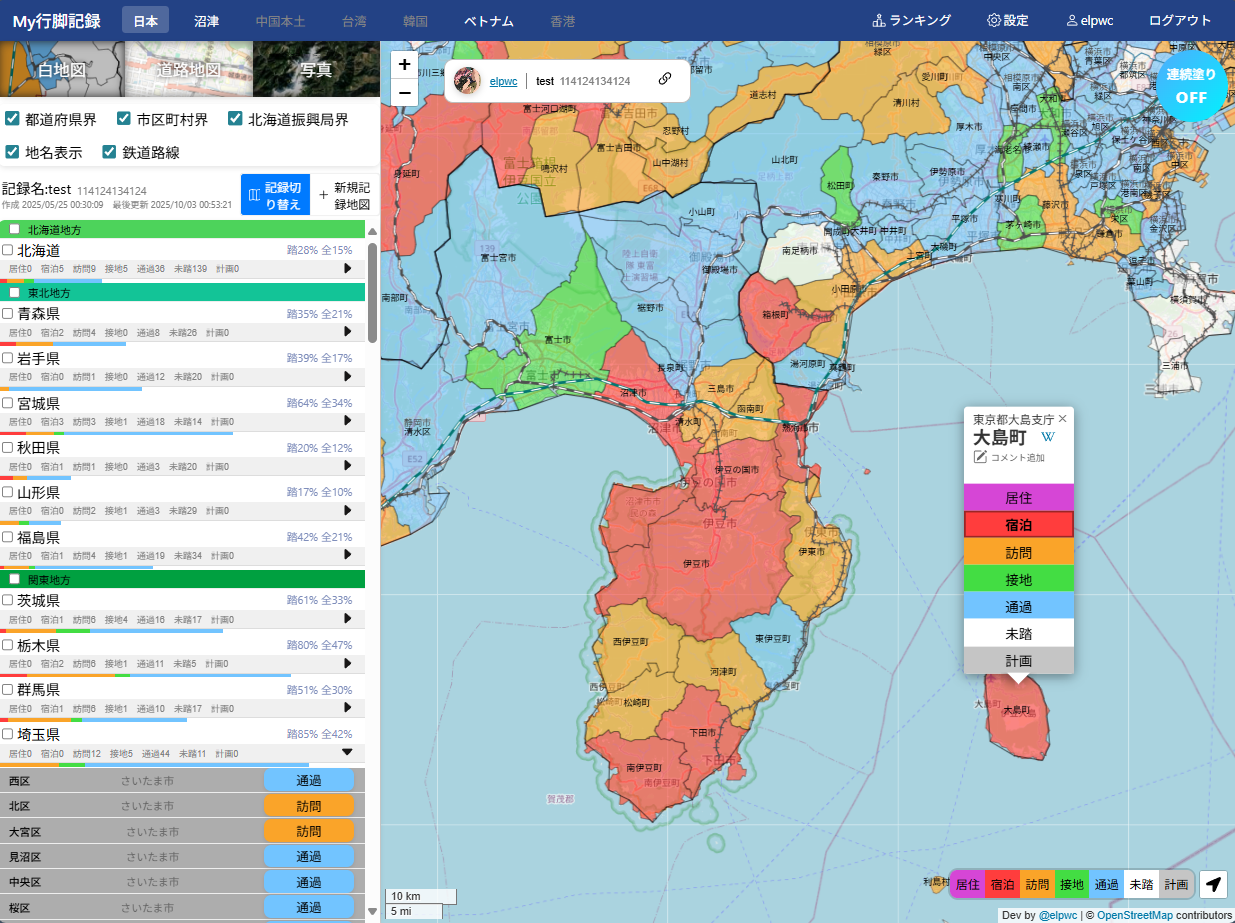 My行脚記録 日本 沼津 中国本土 台湾 韓国 ベトナム 香港 ランキング 設定 elpwc ログアウト
白地図 道路地図 写真
都道府県界 市区町村界 北海道振興局界
地名表示 鉄道路線
記録名:test 114124134124
作成 2025/05/25 00:30:09 最後更新 2025/10/03 00:53:21
記録切り替え
+ 新規記録地図
北海道地方
北海道 踏28% 全15%
居住0 宿泊5 訪問9 接地5 通過36 未踏139 計画0
東北地方
青森県 踏35% 全21%
居住0 宿泊2 訪問4 接地0 通過8 未踏26 計画0
岩手県 踏39% 全17%
居住0 宿泊0 訪問1 接地0 通過12 未踏20 計画0
宮城県 踏64% 全34%
居住0 宿泊3 訪問3 接地1 通過18 未踏14 計画0
秋田県 踏20% 全12%
居住0 宿泊1 訪問1 接地0 通過3 未踏20 計画0
山形県 踏17% 全10%
居住0 宿泊0 訪問2 接地1 通過3 未踏29 計画0
福島県 踏42% 全21%
居住0 宿泊1 訪問4 接地1 通過19 未踏34 計画0
関東地方
茨城県 踏61% 全33%
居住0 宿泊1 訪問6 接地4 通過16 未踏17 計画0
栃木県 踏80% 全47%
居住0 宿泊2 訪問6 接地1 通過11 未踏5 計画0
群馬県 踏51% 全30%
居住0 宿泊1 訪問6 接地1 通過10 未踏17 計画0
埼玉県 踏85% 全42%
居住0 宿泊0 訪問12 接地5 通過44 未踏11 計画0
西区 さいたま市 通過
北区 さいたま市 訪問
大宮区 さいたま市 訪問
見沼区 さいたま市 通過
中央区 さいたま市 通過
桜区 さいたま市 通過
+
−
elpwc | test 114124134124
連続塗り
OFF
緑区
愛川町
道志村
清川村
富士河口湖町
忍野村
富士吉田市
山中湖村
鳴沢村
身延町
山北町
厚木市
秦野市
伊勢原市
松田町
小山町
平塚市
寒川町
藤沢市
茅ヶ崎市
鎌倉市
大磯町
南足柄市
開成町
大井町
中井町
小田原市
富士宮市
御殿場市
裾野市
南部町
箱根町
湯河原町
真鶴町
富士市
長泉町
三島市
沼津市
函南町
清水町
熱海市
静岡市
清水区
E52
伊豆の国市
伊豆市
伊東市
西伊豆町
東伊豆町
河津町
松崎町
下田市
南伊豆町
賀茂郡
葉山町
逗子市
横須賀市
三浦市
東京都大島支庁 ×
大島町 W
コメント追加
居住
宿泊
訪問
接地
通過
未踏
計画
大島町
利島村
居住 宿泊 訪問 接地 通過 未踏 計画
10 km
5 mi
Dev by @elpwc | © OpenStreetMap contributors